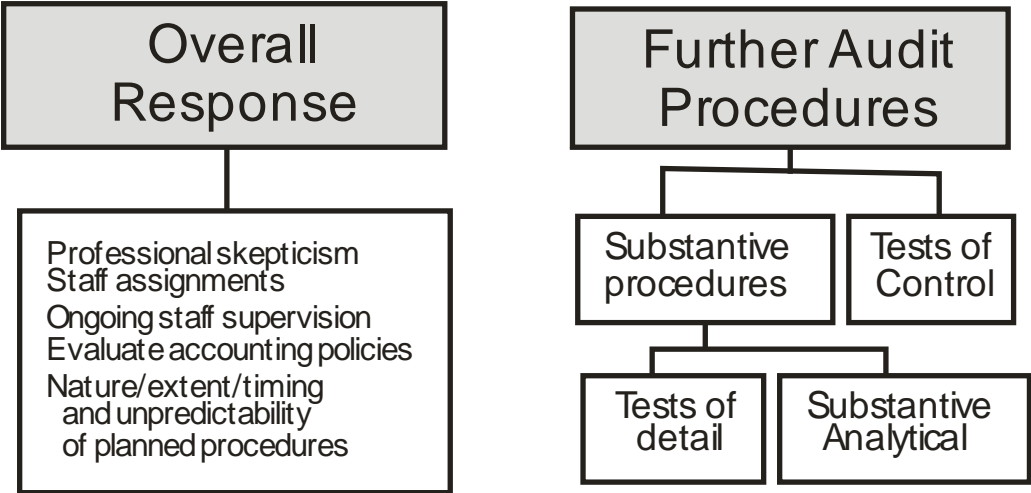 Overall
Response
Professional skepticism
Staff assignments
Ongoing staff supervision
Evaluate accounting policies
Nature/extent/timing
and unpredictability
of planned procedures
Further Audit
Procedures
Substantive
procedures
Tests of
Control
Tests of
detail
Substantive
Analytical